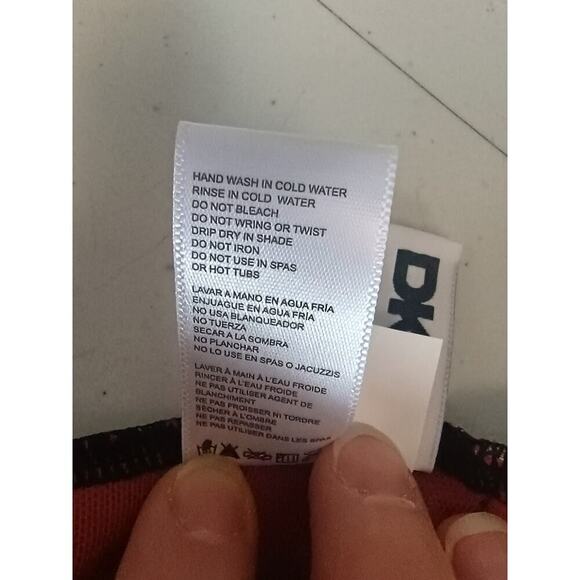 HAND WASH IN COLD WATER
RINSE IN COLD WATER
DO NOT BLEACH
DO NOT WRING OR TWIST
DRIP DRY IN SHADE
DO NOT IRON
DO NOT USE IN SPAS
OR HOT TUBS
LAVAR A MANO EN AGUA FRÍA
ENJUAGUE EN AGUA FRÍA
NO USA BLANQUEADOR
NO TUERZA
SECAR A LA SOMBRA
NO PLANCHAR
NO LO USE EN SPAS O JACUZZIS
LAVER À MAIN À L'EAU FROIDE
RINCER À L'EAU FROIDE
NE PAS UTILISER AGENT DE
BLANCHIMENT
NE PAS FROISSER NI TORDRE
SÉCHER À L'OMBRE
NE PAS REPASSER
NE PAS UTILISER DANS LES SPAS
DK